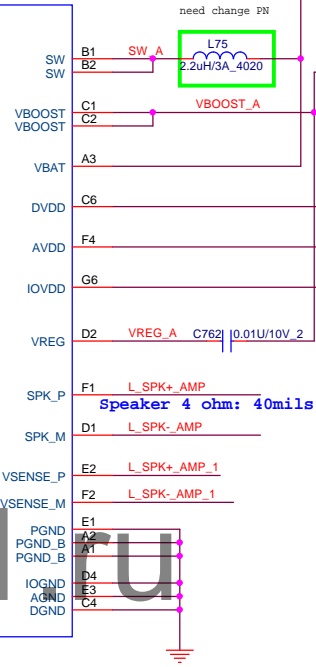 need change PN
L75
2.2uH/3A_4020
SW B1 SW_A
SW B2
VBOOST C1 VBOOST_A
VBOOST C2
VBAT A3
DVDD C6
AVDD F4
IOVDD G6
VREG D2 VREG_A C762 0.01U/10V_2
SPK_P F1 L_SPK+_AMP
Speaker 4 ohm: 40mils
SPK_M D1 L_SPK-_AMP
VSENSE_P E2 L_SPK+_AMP_1
VSENSE_M F2 L_SPK-_AMP_1
PGND E1
PGND_B A2
PGND_B A1
IOGND D4
AGND E3
DGND C4
.ru